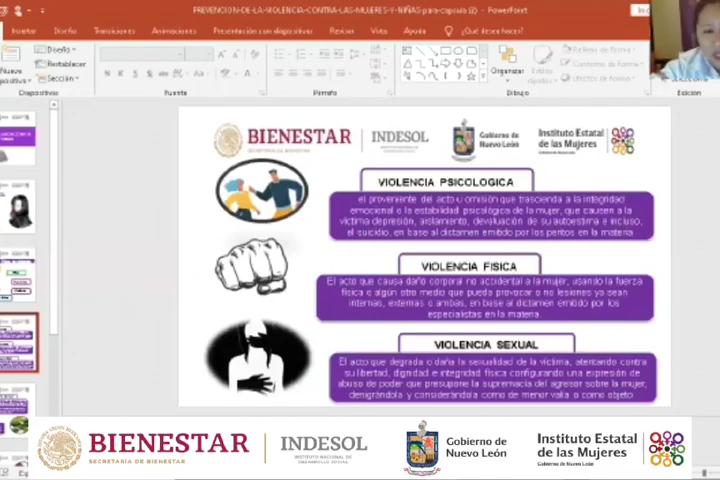 PREVENCION-DE-LA-VIOLENCIA-CONTRA-LAS-MUJERES-Y-NIÑAS para-capsula (2) - PowerPoint
Insertar Diseño Transiciones Animaciones Presentación con diapositivas Revisar Vista Ayuda ¿Qué desea hacer?
Diseño
Restablecer
Sección
Nueva
Diapositivas
Fuente
Párrafo
Organizar
Estilos
rápidos
Relleno de forma
Contorno de forma
Efectos de forma
Dibujo
Edición
BIENESTAR
SECRETARÍA DE BIENESTAR
INDESOL
Gobierno de
Nuevo León
Instituto Estatal
de las Mujeres
Gobierno de Nuevo León
VIOLENCIA PSICOLOGICA
el proveniente del acto u omisión que trascienda a la integridad
emocional o la estabilidad psicológica de la mujer, que causen a la
víctima depresión, aislamiento, devaluación de su autoestima e incluso,
el suicidio, en base al dictamen emitido por los peritos en la materia
VIOLENCIA FISICA
El acto que causa daño corporal no accidental a la mujer, usando la fuerza
física o algún otro medio que pueda provocar o no lesiones ya sean
internas, externas o ambas, en base al dictamen emitido por los
especialistas en la materia.
VIOLENCIA SEXUAL
El acto que degrada o daña la sexualidad de la víctima, atentando contra
su libertad, dignidad e integridad física configurando una expresión de
abuso de poder que presupone la supremacía del agresor sobre la mujer,
denigrándola y considerándola como de menor valía o como objeto
BIENESTAR
SECRETARÍA DE BIENESTAR
INDESOL
INSTITUTO NACIONAL DE
DESARROLLO SOCIAL
Gobierno de
Nuevo León
Instituto Estatal
de las Mujeres
Gobierno de Nuevo León